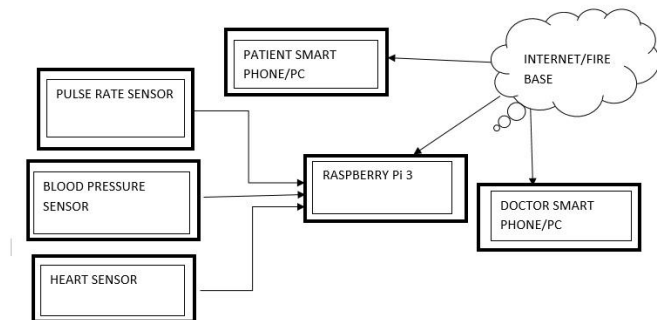 PATIENT SMART
PHONE/PC
INTERNET/FIRE
BASE
PULSE RATE SENSOR
BLOOD PRESSURE
SENSOR
RASPBERRY Pi 3
DOCTOR SMART
PHONE/PC
HEART SENSOR